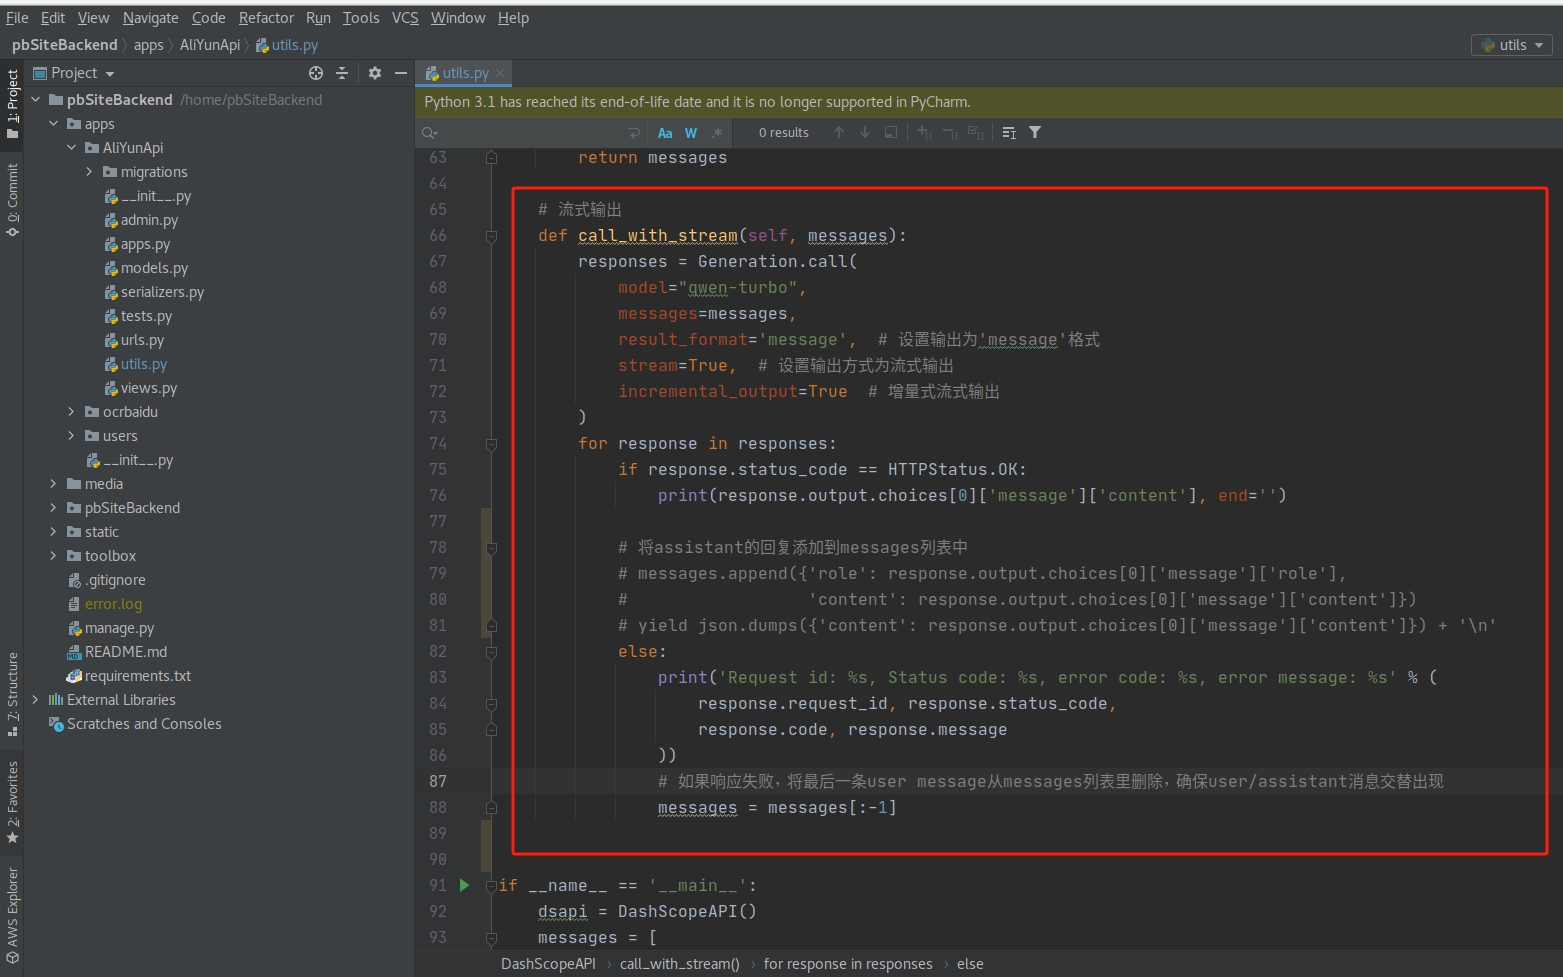 File Edit View Navigate Code Refactor Run Tools VCS Window Help
pbSiteBackend apps AliYunApi utils.py
utils
1: Project
0: Commit
7: Structure
2: Favorites
AWS Explorer
Project
pbSiteBackend /home/pbSiteBackend
apps
AliYunApi
migrations
__init__.py
admin.py
apps.py
models.py
serializers.py
tests.py
urls.py
utils.py
views.py
ocrbaidu
users
__init__.py
media
pbSiteBackend
static
toolbox
.gitignore
error.log
manage.py
README.md
requirements.txt
External Libraries
Scratches and Consoles
utils.py
Python 3.1 has reached its end-of-life date and it is no longer supported in PyCharm.
Aa W .* 0 results
63 return messages
64
65 # 流式输出
66 def call_with_stream(self, messages):
67 responses = Generation.call(
68 model="qwen-turbo",
69 messages=messages,
70 result_format='message', # 设置输出为'message'格式
71 stream=True, # 设置输出方式为流式输出
72 incremental_output=True # 增量式流式输出
73 )
74 for response in responses:
75 if response.status_code == HTTPStatus.OK:
76 print(response.output.choices[0]['message']['content'], end='')
77
78 # 将assistant的回复添加到messages列表中
79 # messages.append({'role': response.output.choices[0]['message']['role'],
80 # 'content': response.output.choices[0]['message']['content']})
81 # yield json.dumps({'content': response.output.choices[0]['message']['content']}) + '\n'
82 else:
83 print('Request id: %s, Status code: %s, error code: %s, error message: %s' % (
84 response.request_id, response.status_code,
85 response.code, response.message
86 ))
87 # 如果响应失败，将最后一条user message从messages列表里删除，确保user/assistant消息交替出现
88 messages = messages[:-1]
89
90
91 if __name__ == '__main__':
92 dsapi = DashScopeAPI()
93 messages = [
DashScopeAPI call_with_stream() for response in responses else